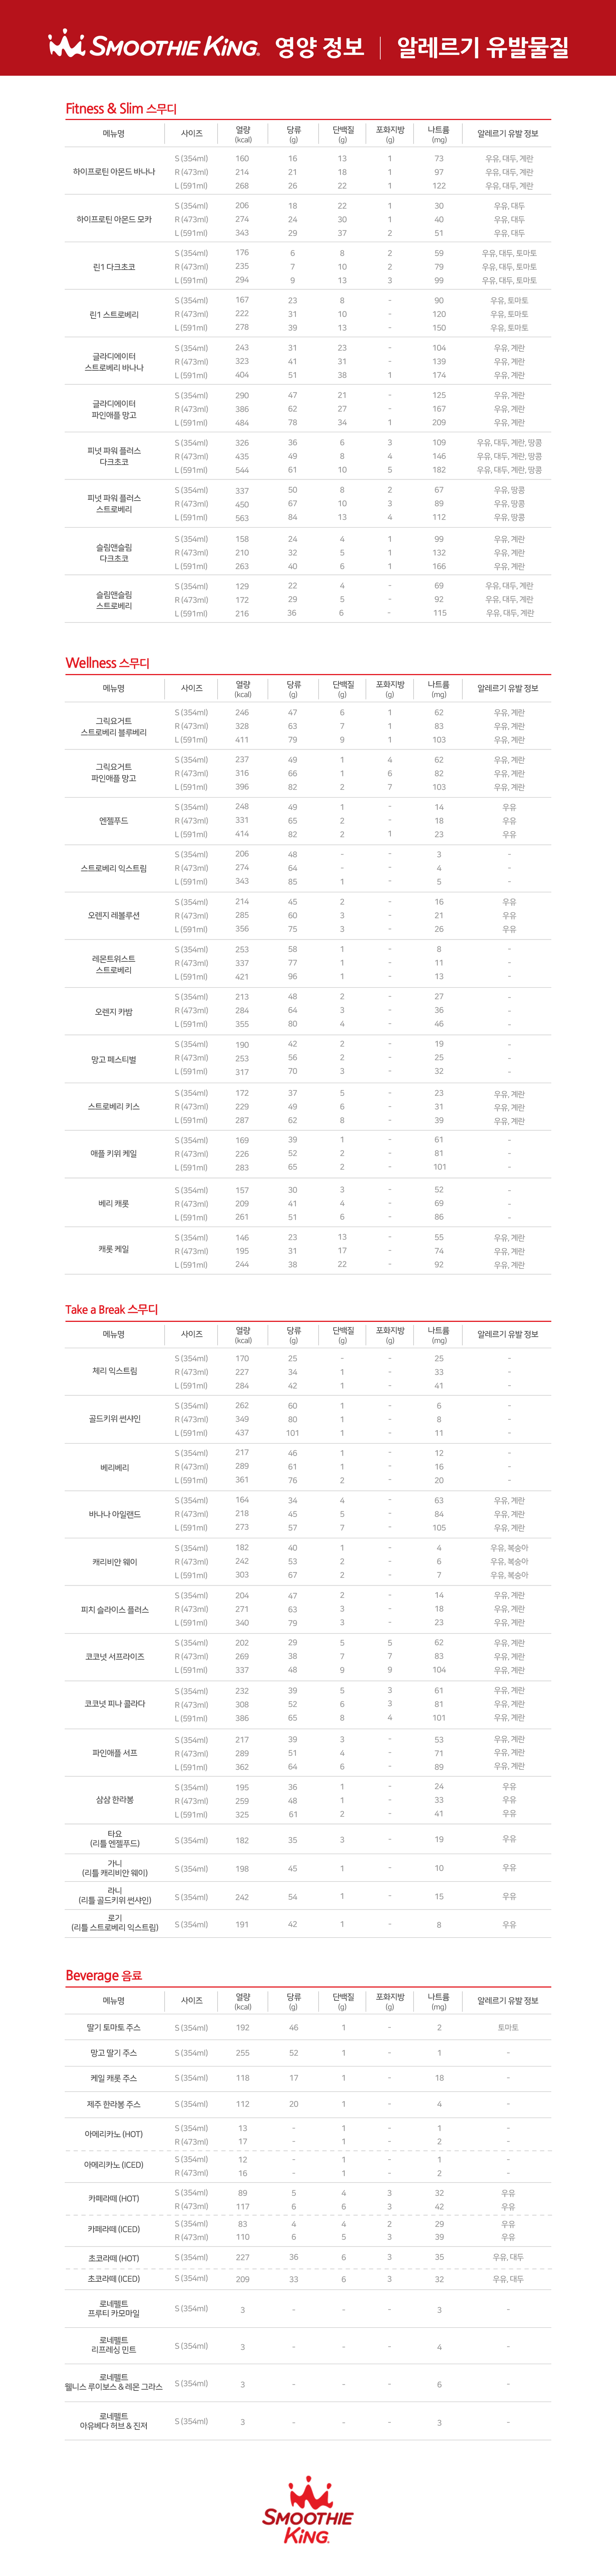 SMOOTHIE KING. 영양 정보 | 알레르기 유발물질
Fitness & Slim 스무디
메뉴명 사이즈 열량 (kcal) 당류 (g) 단백질 (g) 포화지방 (g) 나트륨 (mg) 알레르기 유발 정보
하이프로틴 아몬드 바나나
S (354ml) 160 16 13 1 73 우유, 대두, 계란
R (473ml) 214 21 18 1 97 우유, 대두, 계란
L (591ml) 268 26 22 1 122 우유, 대두, 계란
하이프로틴 아몬드 모카
S (354ml) 206 18 22 1 30 우유, 대두
R (473ml) 274 24 30 1 40 우유, 대두
L (591ml) 343 29 37 2 51 우유, 대두
린1 다크초코
S (354ml) 176 6 8 2 59 우유, 대두, 토마토
R (473ml) 235 7 10 2 79 우유, 대두, 토마토
L (591ml) 294 9 13 3 99 우유, 대두, 토마토
린1 스트로베리
S (354ml) 167 23 8 - 90 우유, 토마토
R (473ml) 222 31 10 - 120 우유, 토마토
L (591ml) 278 39 13 - 150 우유, 토마토
글라디에이터
스트로베리 바나나
S (354ml) 243 31 23 - 104 우유, 계란
R (473ml) 323 41 31 - 139 우유, 계란
L (591ml) 404 51 38 1 174 우유, 계란
글라디에이터
파인애플 망고
S (354ml) 290 47 21 - 125 우유, 계란
R (473ml) 386 62 27 - 167 우유, 계란
L (591ml) 484 78 34 1 209 우유, 계란
피넛 파워 플러스
다크초코
S (354ml) 326 36 6 3 109 우유, 대두, 계란, 땅콩
R (473ml) 435 49 8 4 146 우유, 대두, 계란, 땅콩
L (591ml) 544 61 10 5 182 우유, 대두, 계란, 땅콩
피넛 파워 플러스
스트로베리
S (354ml) 337 50 8 2 67 우유, 땅콩
R (473ml) 450 67 10 3 89 우유, 땅콩
L (591ml) 563 84 13 4 112 우유, 땅콩
슬림앤슬림
다크초코
S (354ml) 158 24 4 1 99 우유, 계란
R (473ml) 210 32 5 1 132 우유, 계란
L (591ml) 263 40 6 1 166 우유, 계란
슬림앤슬림
스트로베리
S (354ml) 129 22 4 - 69 우유, 대두, 계란
R (473ml) 172 29 5 - 92 우유, 대두, 계란
L (591ml) 216 36 6 - 115 우유, 대두, 계란
Wellness 스무디
메뉴명 사이즈 열량 (kcal) 당류 (g) 단백질 (g) 포화지방 (g) 나트륨 (mg) 알레르기 유발 정보
그릭요거트
스트로베리 블루베리
S (354ml) 246 47 6 1 62 우유, 계란
R (473ml) 328 63 7 1 83 우유, 계란
L (591ml) 411 79 9 1 103 우유, 계란
그릭요거트
파인애플 망고
S (354ml) 237 49 1 4 62 우유, 계란
R (473ml) 316 66 1 6 82 우유, 계란
L (591ml) 396 82 2 7 103 우유, 계란
엔젤푸드
S (354ml) 248 49 1 - 14 우유
R (473ml) 331 65 2 - 18 우유
L (591ml) 414 82 2 1 23 우유
스트로베리 익스트림
S (354ml) 206 48 - - 3 -
R (473ml) 274 64 - - 4 -
L (591ml) 343 85 1 - 5 -
오렌지 레볼루션
S (354ml) 214 45 2 - 16 우유
R (473ml) 285 60 3 - 21 우유
L (591ml) 356 75 3 - 26 우유
레몬트위스트
스트로베리
S (354ml) 253 58 1 - 8 -
R (473ml) 337 77 1 - 11 -
L (591ml) 421 96 1 - 13 -
오렌지 카밤
S (354ml) 213 48 2 - 27 -
R (473ml) 284 64 3 - 36 -
L (591ml) 355 80 4 - 46 -
망고 페스티벌
S (354ml) 190 42 2 - 19 -
R (473ml) 253 56 2 - 25 -
L (591ml) 317 70 3 - 32 -
스트로베리 키스
S (354ml) 172 37 5 - 23 우유, 계란
R (473ml) 229 49 6 - 31 우유, 계란
L (591ml) 287 62 8 - 39 우유, 계란
애플 키위 케일
S (354ml) 169 39 1 - 61 -
R (473ml) 226 52 2 - 81 -
L (591ml) 283 65 2 - 101 -
베리 캐롯
S (354ml) 157 30 3 - 52 -
R (473ml) 209 41 4 - 69 -
L (591ml) 261 51 6 - 86 -
캐롯 케일
S (354ml) 146 23 13 - 55 우유, 계란
R (473ml) 195 31 17 - 74 우유, 계란
L (591ml) 244 38 22 - 92 우유, 계란
Take a Break 스무디
메뉴명 사이즈 열량 (kcal) 당류 (g) 단백질 (g) 포화지방 (g) 나트륨 (mg) 알레르기 유발 정보
체리 익스트림
S (354ml) 170 25 - - 25 -
R (473ml) 227 34 1 - 33 -
L (591ml) 284 42 1 - 41 -
골드키위 썬샤인
S (354ml) 262 60 1 - 6 -
R (473ml) 349 80 1 - 8 -
L (591ml) 437 101 1 - 11 -
베리베리
S (354ml) 217 46 1 - 12 -
R (473ml) 289 61 1 - 16 -
L (591ml) 361 76 2 - 20 -
바나나 아일랜드
S (354ml) 164 34 4 - 63 우유, 계란
R (473ml) 218 45 5 - 84 우유, 계란
L (591ml) 273 57 7 - 105 우유, 계란
캐리비안 웨이
S (354ml) 182 40 1 - 4 우유, 복숭아
R (473ml) 242 53 2 - 6 우유, 복숭아
L (591ml) 303 67 2 - 7 우유, 복숭아
피치 슬라이스 플러스
S (354ml) 204 47 2 - 14 우유, 계란
R (473ml) 271 63 3 - 18 우유, 계란
L (591ml) 340 79 3 - 23 우유, 계란
코코넛 서프라이즈
S (354ml) 202 29 5 5 62 우유, 계란
R (473ml) 269 38 7 7 83 우유, 계란
L (591ml) 337 48 9 9 104 우유, 계란
코코넛 피나 콜라다
S (354ml) 232 39 5 3 61 우유, 계란
R (473ml) 308 52 6 3 81 우유, 계란
L (591ml) 386 65 8 4 101 우유, 계란
파인애플 서프
S (354ml) 217 39 3 - 53 우유, 계란
R (473ml) 289 51 4 - 71 우유, 계란
L (591ml) 362 64 6 - 89 우유, 계란
샴샴 한라봉
S (354ml) 195 36 1 - 24 우유
R (473ml) 259 48 1 - 33 우유
L (591ml) 325 61 2 - 41 우유
타요
(리틀 엔젤푸드)
S (354ml) 182 35 3 - 19 우유
가니
(리틀 캐리비안 웨이)
S (354ml) 198 45 1 - 10 우유
라니
(리틀 골드키위 썬샤인)
S (354ml) 242 54 1 - 15 우유
로기
(리틀 스트로베리 익스트림)
S (354ml) 191 42 1 - 8 우유
Beverage 음료
메뉴명 사이즈 열량 (kcal) 당류 (g) 단백질 (g) 포화지방 (g) 나트륨 (mg) 알레르기 유발 정보
딸기 토마토 주스 S (354ml) 192 46 1 - 2 토마토
망고 딸기 주스 S (354ml) 255 52 1 - 1 -
케일 캐롯 주스 S (354ml) 118 17 1 - 18 -
제주 한라봉 주스 S (354ml) 112 20 1 - 4 -
아메리카노 (HOT)
S (354ml) 13 - 1 - 1 -
R (473ml) 17 - 1 - 2 -
아메리카노 (ICED)
S (354ml) 12 - 1 - 1 -
R (473ml) 16 - 1 - 2 -
카페라떼 (HOT)
S (354ml) 89 5 4 3 32 우유
R (473ml) 117 6 6 3 42 우유
카페라떼 (ICED)
S (354ml) 83 4 4 2 29 우유
R (473ml) 110 6 5 3 39 우유
초코라떼 (HOT) S (354ml) 227 36 6 3 35 우유, 대두
초코라떼 (ICED) S (354ml) 209 33 6 3 32 우유, 대두
로네펠트
프루티 카모마일
S (354ml) 3 - - - 3 -
로네펠트
리프레싱 민트
S (354ml) 3 - - - 4 -
로네펠트
웰니스 루이보스 & 레몬 그라스
S (354ml) 3 - - - 6 -
로네펠트
아유베다 허브 & 진저
S (354ml) 3 - - - 3 -
SMOOTHIE
KING.